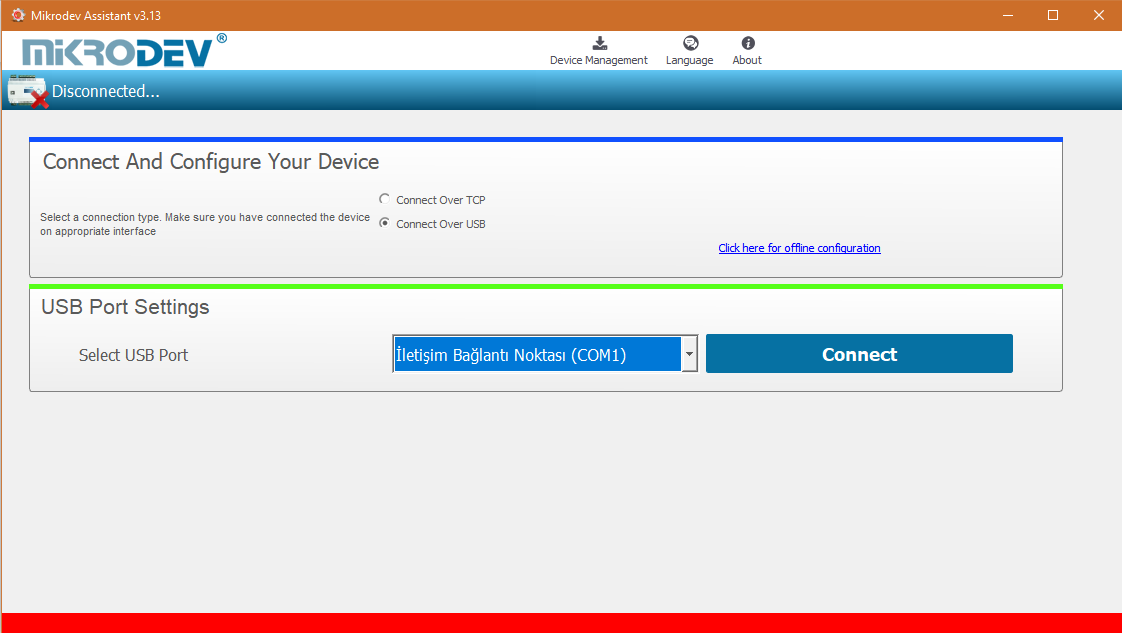 Mikrodev Assistant v3.13
MİKRODEV®
Device Management
Language
About
Disconnected...
Connect And Configure Your Device
Connect Over TCP
Select a connection type. Make sure you have connected the device
on appropriate interface
Connect Over USB
Click here for offline configuration
USB Port Settings
Select USB Port
İletişim Bağlantı Noktası (COM1)
Connect